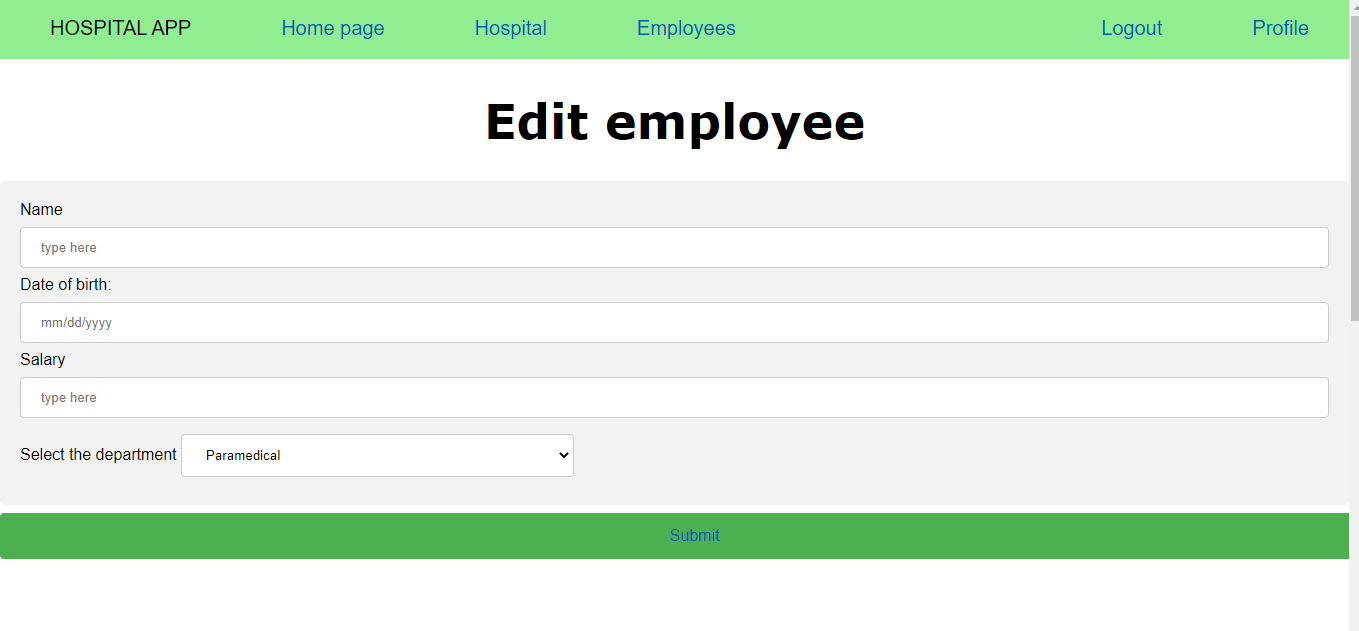 HOSPITAL APP Home page Hospital Employees Logout Profile
Edit employee
Name
type here
Date of birth:
mm/dd/yyyy
Salary
type here
Select the department Paramedical
Submit